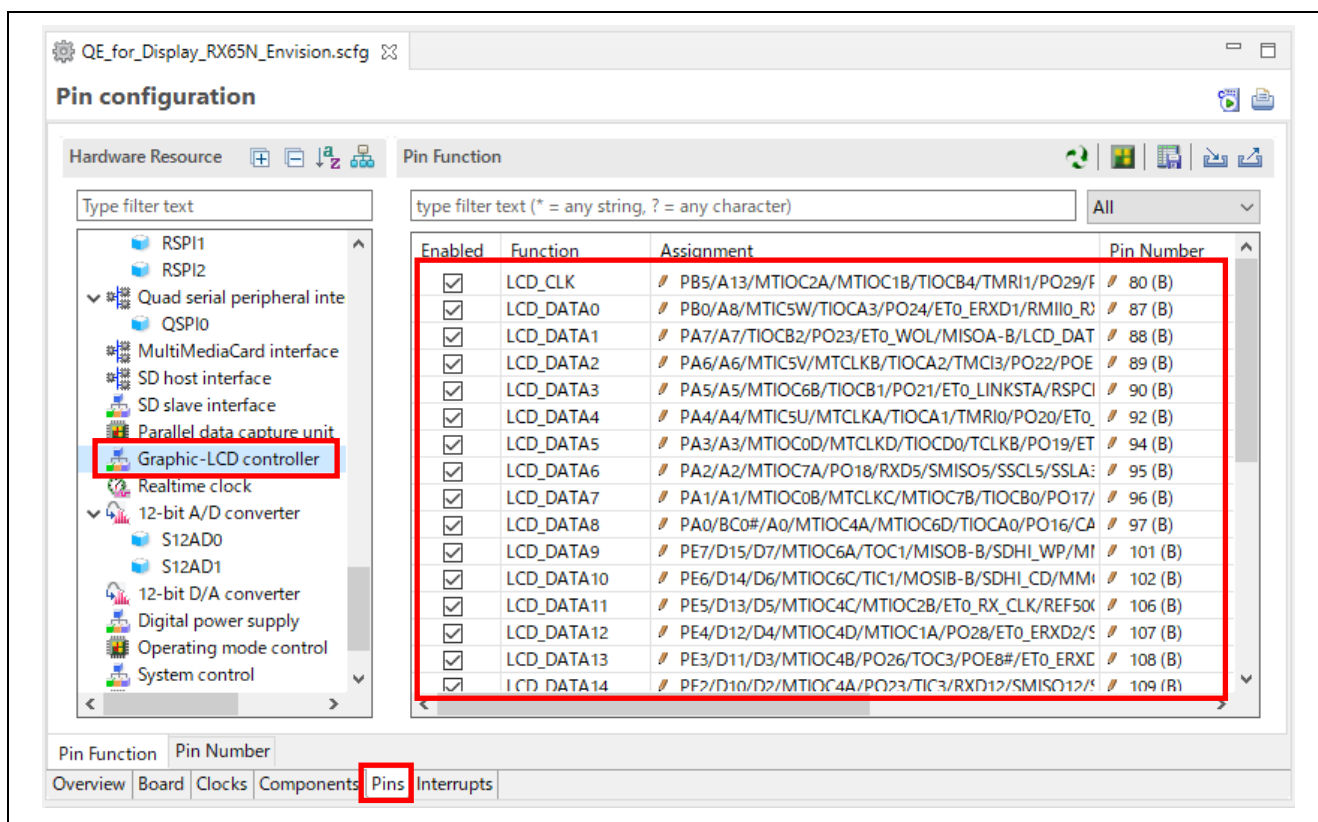 QE_for_Display_RX65N_Envision.scfg
Pin configuration
Hardware Resource
Type filter text
RSPI1
RSPI2
Quad serial peripheral inte
QSPI0
MultiMediaCard interface
SD host interface
SD slave interface
Parallel data capture unit
Graphic-LCD controller
Realtime clock
12-bit A/D converter
S12AD0
S12AD1
12-bit D/A converter
Digital power supply
Operating mode control
System control
Pin Function
type filter text (* = any string, ? = any character) All
Enabled Function Assignment Pin Number
LCD_CLK PB5/A13/MTIOC2A/MTIOC1B/TIOCB4/TMRI1/PO29/ 80 (B)
LCD_DATA0 PB0/A8/MTIC5W/TIOCA3/PO24/ET0_ERXD1/RMII0_ 87 (B)
LCD_DATA1 PA7/A7/TIOCB2/PO23/ET0_WOL/MISOA-B/LCD_DAT 88 (B)
LCD_DATA2 PA6/A6/MTIC5V/MTCLKB/TIOCA2/TMCI3/PO22/POE 89 (B)
LCD_DATA3 PA5/A5/MTIOC6B/TIOCB1/PO21/ET0_LINKSTA/RSPC 90 (B)
LCD_DATA4 PA4/A4/MTIC5U/MTCLKA/TIOCA1/TMRI0/PO20/ET0_ 92 (B)
LCD_DATA5 PA3/A3/MTIOC0D/MTCLKD/TIOCD0/TCLKB/PO19/ET 94 (B)
LCD_DATA6 PA2/A2/MTIOC7A/PO18/RXD5/SMISO5/SSCL5/SSLA 95 (B)
LCD_DATA7 PA1/A1/MTIOC0B/MTCLKC/MTIOC7B/TIOCB0/PO17/ 96 (B)
LCD_DATA8 PA0/BC0#/A0/MTIOC4A/MTIOC6D/TIOCA0/PO16/CA 97 (B)
LCD_DATA9 PE7/D15/D7/MTIOC6A/TOC1/MISOB-B/SDHI_WP/M 101 (B)
LCD_DATA10 PE6/D14/D6/MTIOC6C/TIC1/MOSIB-B/SDHI_CD/MM 102 (B)
LCD_DATA11 PE5/D13/D5/MTIOC4C/MTIOC2B/ET0_RX_CLK/REF50 106 (B)
LCD_DATA12 PE4/D12/D4/MTIOC4D/MTIOC1A/PO28/ET0_ERXD2/ 107 (B)
LCD_DATA13 PE3/D11/D3/MTIOC4B/PO26/TOC3/POE8#/ET0_ERX 108 (B)
LCD_DATA14 PE2/D10/D2/MTIOC4A/PO23/TIC3/RXD12/SMISO12/ 109 (B)
Pin Function Pin Number
Overview Board Clocks Components Pins Interrupts